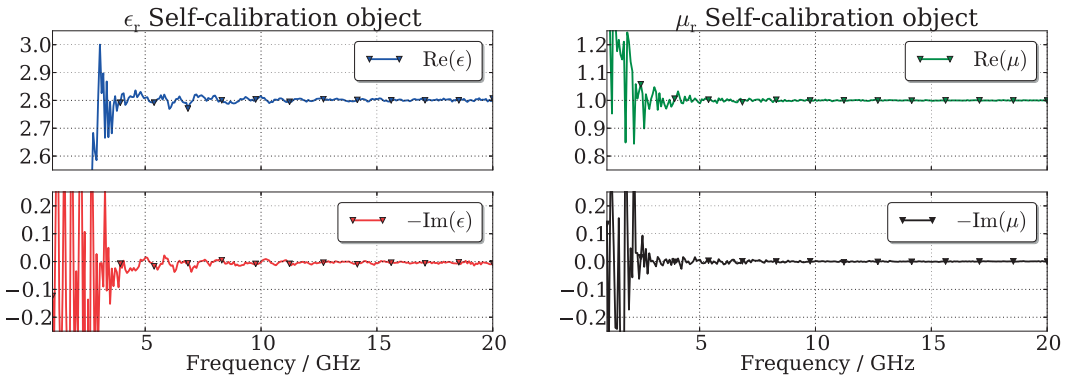 ϵr Self-calibration object
3.0
2.9
2.8
2.7
2.6
Re(ϵ)
0.2
0.1
0.0
−0.1
−0.2
−Im(ϵ)
5 10 15 20
Frequency / GHz
μr Self-calibration object
1.2
1.1
1.0
0.9
0.8
Re(μ)
0.2
0.1
0.0
−0.1
−0.2
−Im(μ)
5 10 15 20
Frequency / GHz